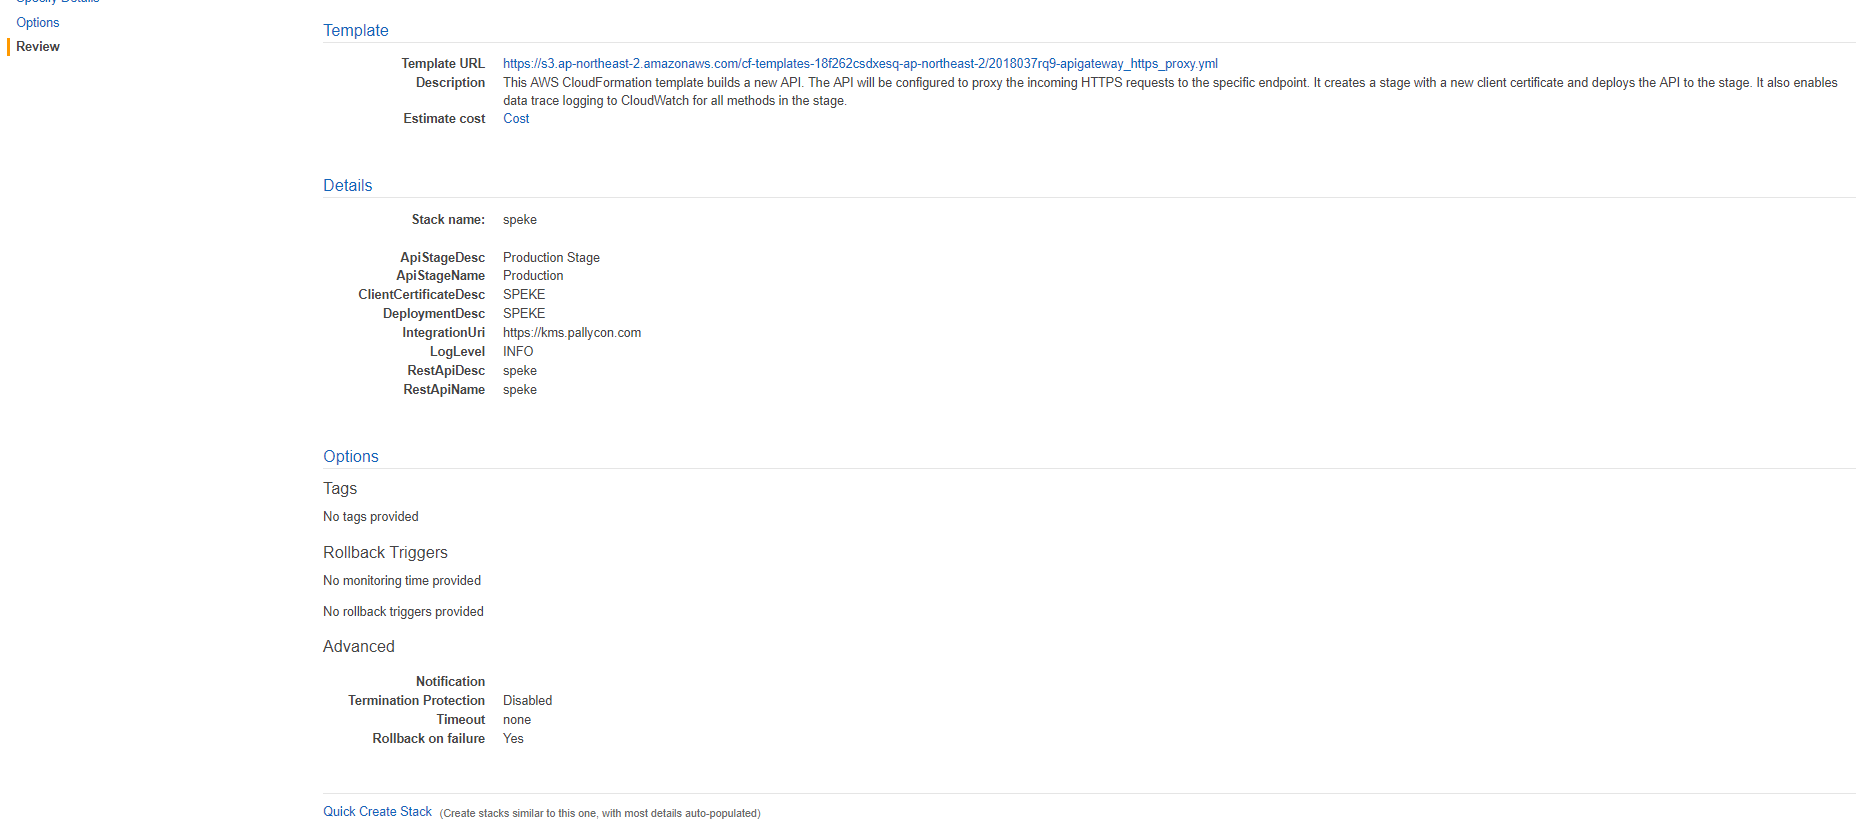 Specify Details
Options
Review
Template
Template URL https://s3.ap-northeast-2.amazonaws.com/cf-templates-18f262csdxesq-ap-northeast-2/2018037rq9-apigateway_https_proxy.yml
Description This AWS CloudFormation template builds a new API. The API will be configured to proxy the incoming HTTPS requests to the specific endpoint. It creates a stage with a new client certificate and deploys the API to the stage. It also enables
data trace logging to CloudWatch for all methods in the stage.
Estimate cost Cost
Details
Stack name: speke
ApiStageDesc Production Stage
ApiStageName Production
ClientCertificateDesc SPEKE
DeploymentDesc SPEKE
IntegrationUri https://kms.pallycon.com
LogLevel INFO
RestApiDesc speke
RestApiName speke
Options
Tags
No tags provided
Rollback Triggers
No monitoring time provided
No rollback triggers provided
Advanced
Notification
Termination Protection Disabled
Timeout none
Rollback on failure Yes
Quick Create Stack (Create stacks similar to this one, with most details auto-populated)